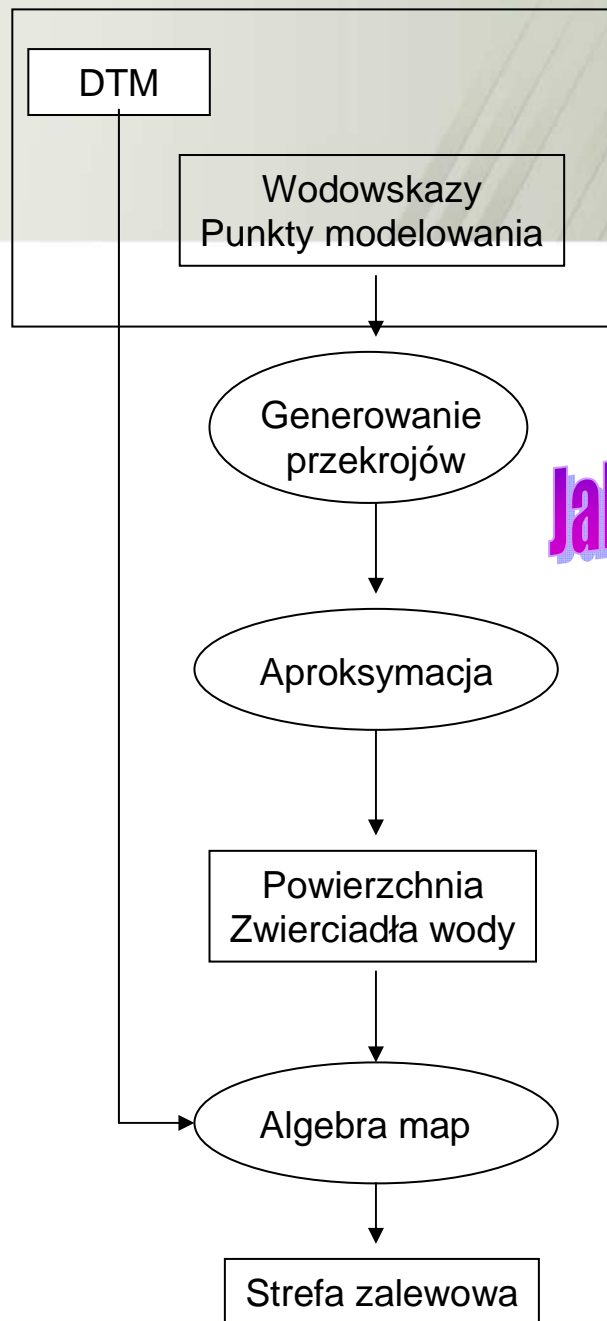 DTM
Wodowskazy
Punkty modelowania
Generowanie
przekrojów
Aproksymacja
Powierzchnia
Zwierciadła wody
Algebra map
Strefa zalewowa